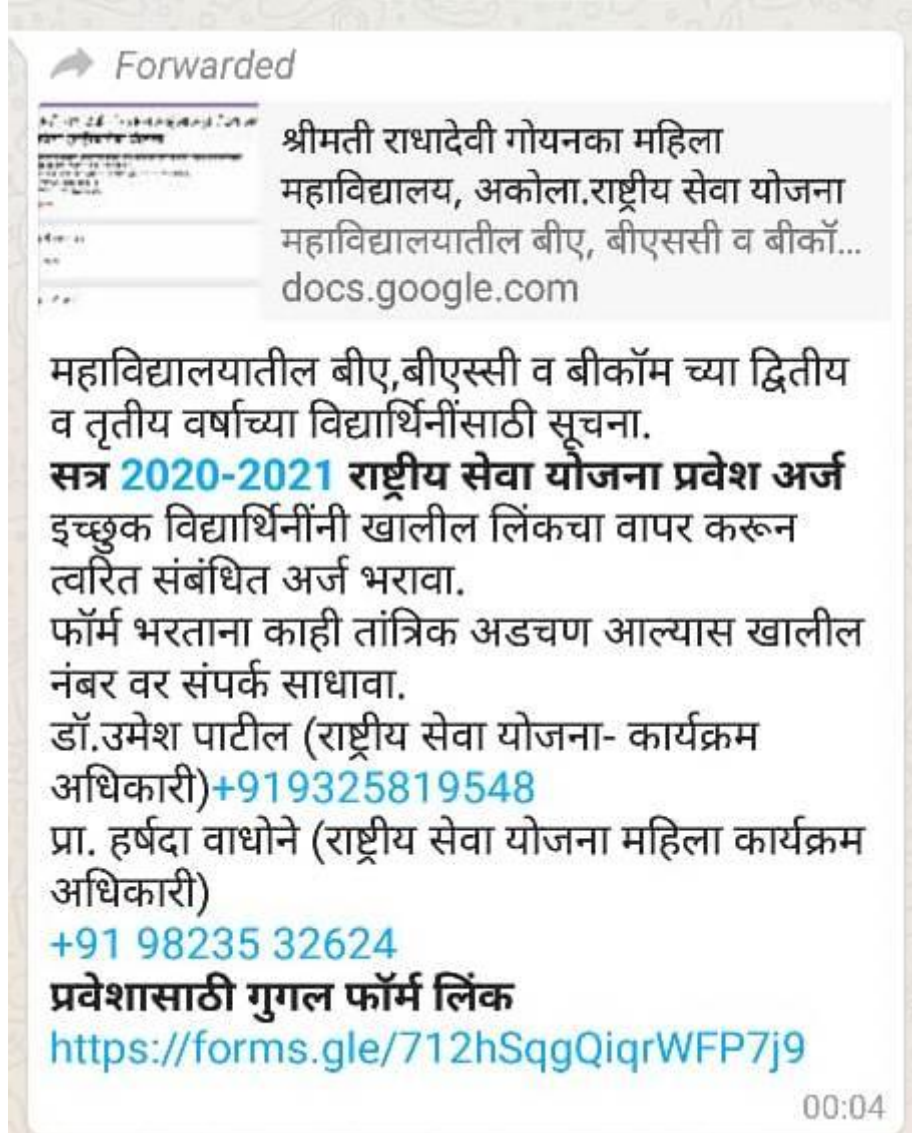 Forwarded
श्रीमती राधादेवी गोयनका महिला
महाविद्यालय, अकोला.राष्ट्रीय सेवा योजना
महाविद्यालयातील बीए, बीएससी व बीकॉ...
docs.google.com
महाविद्यालयातील बीए,बीएस्सी व बीकॉम च्या द्वितीय
व तृतीय वर्षाच्या विद्यार्थिनींसाठी सूचना.
सत्र 2020-2021 राष्ट्रीय सेवा योजना प्रवेश अर्ज
इच्छुक विद्यार्थिनींनी खालील लिंकचा वापर करून
त्वरित संबंधित अर्ज भरावा.
फॉर्म भरताना काही तांत्रिक अडचण आल्यास खालील
नंबर वर संपर्क साधावा.
डॉ.उमेश पाटील (राष्ट्रीय सेवा योजना- कार्यक्रम
अधिकारी)+919325819548
प्रा. हर्षदा वाधोने (राष्ट्रीय सेवा योजना महिला कार्यक्रम
अधिकारी)
+91 98235 32624
प्रवेशासाठी गुगल फॉर्म लिंक
https://forms.gle/712hSqgQiqrWFP7j9
00:04